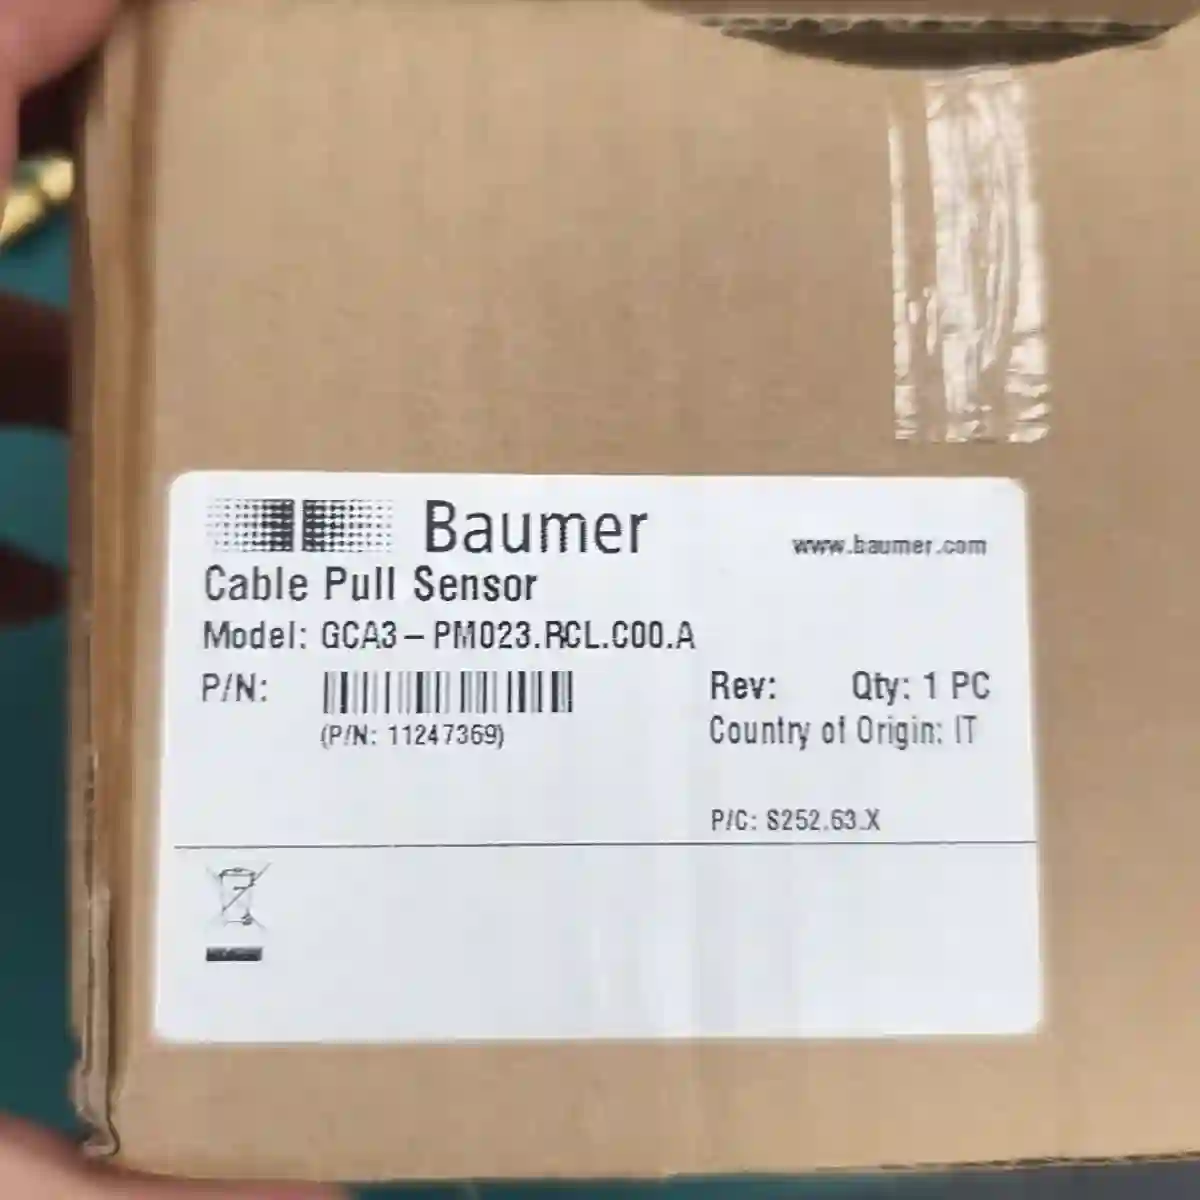 Baumer
www.baumer.com
Cable Pull Sensor
Model: GCA3-PM023.RCL.C00.A
P/N:
(P/N: 11247369)
Rev: Qty: 1 PC
Country of Origin: IT
P/C: S252.63.X